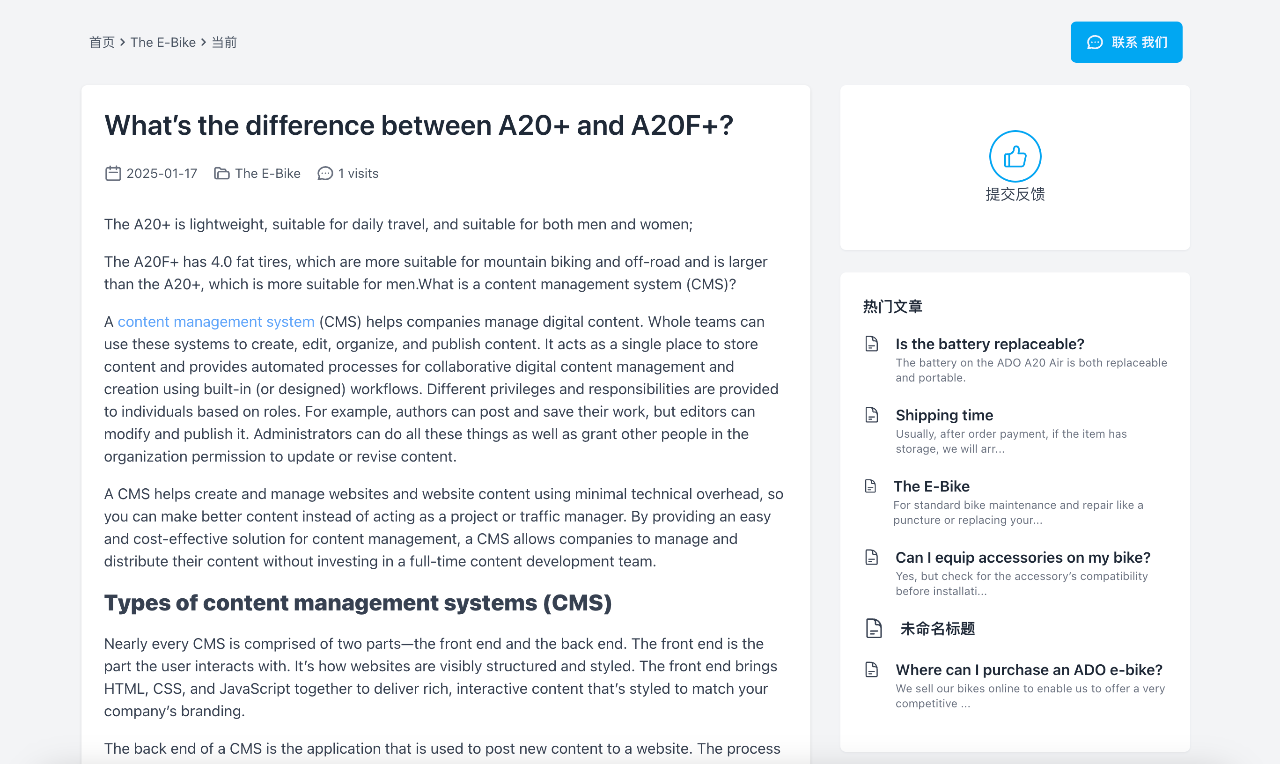 首页 > The E-Bike > 当前
联系 我们
What’s the difference between A20+ and A20F+?
2025-01-17 The E-Bike 1 visits
The A20+ is lightweight, suitable for daily travel, and suitable for both men and women;
The A20F+ has 4.0 fat tires, which are more suitable for mountain biking and off-road and is larger
than the A20+, which is more suitable for men.What is a content management system (CMS)?
A content management system (CMS) helps companies manage digital content. Whole teams can
use these systems to create, edit, organize, and publish content. It acts as a single place to store
content and provides automated processes for collaborative digital content management and
creation using built-in (or designed) workflows. Different privileges and responsibilities are provided
to individuals based on roles. For example, authors can post and save their work, but editors can
modify and publish it. Administrators can do all these things as well as grant other people in the
organization permission to update or revise content.
A CMS helps create and manage websites and website content using minimal technical overhead, so
you can make better content instead of acting as a project or traffic manager. By providing an easy
and cost-effective solution for content management, a CMS allows companies to manage and
distribute their content without investing in a full-time content development team.
Types of content management systems (CMS)
Nearly every CMS is comprised of two parts—the front end and the back end. The front end is the
part the user interacts with. It’s how websites are visibly structured and styled. The front end brings
HTML, CSS, and JavaScript together to deliver rich, interactive content that’s styled to match your
company’s branding.
The back end of a CMS is the application that is used to post new content to a website. The process
提交反馈
热门文章
Is the battery replaceable?
The battery on the ADO A20 Air is both replaceable
and portable.
Shipping time
Usually, after order payment, if the item has
storage, we will arr...
The E-Bike
For standard bike maintenance and repair like a
puncture or replacing your...
Can I equip accessories on my bike?
Yes, but check for the accessory’s compatibility
before installati...
未命名标题
Where can I purchase an ADO e-bike?
We sell our bikes online to enable us to offer a very
competitive ...